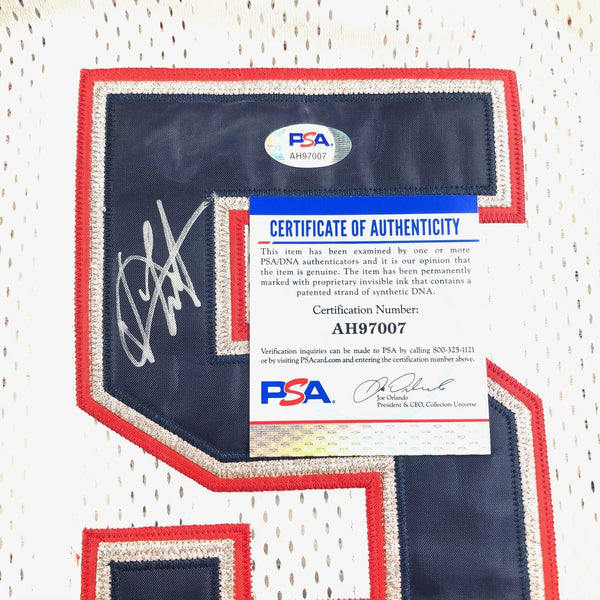 PSA
AH97007
CERTIFICATE OF AUTHENTICITY
This item has been examined by one or more
PSA/DNA authenticators and it is our opinion that
the item is genuine. The item has been permanently
marked with proprietary invisible ink that contains a
patented strand of synthetic DNA.
Certification Number:
AH97007
Verification inquiries can be made to PSA by calling 800-325-1121
or by visiting PSAcard.com and entering the certification number above.
PSA
Joe Orlando
President & CEO, Collectors Universe